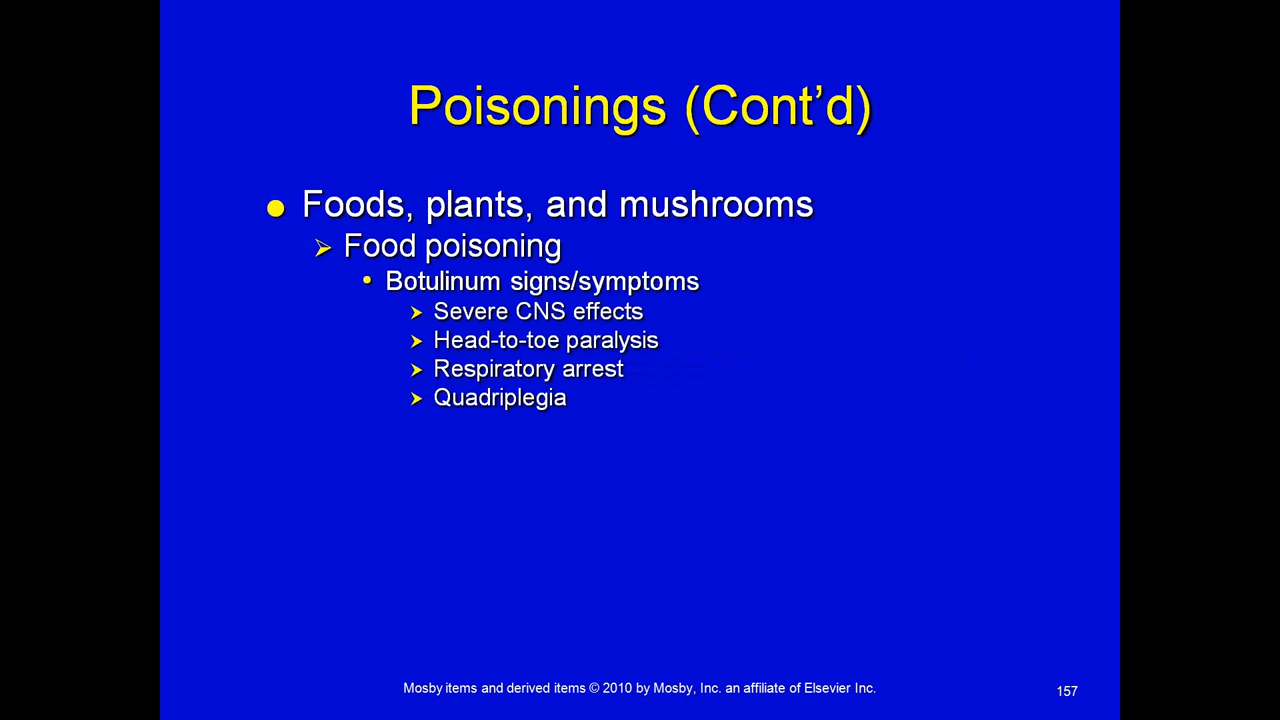 Poisonings (Cont’d)
Foods, plants, and mushrooms
Food poisoning
Botulinum signs/symptoms
Severe CNS effects
Head-to-toe paralysis
Respiratory arrest
Quadriplegia
Mosby items and derived items © 2010 by Mosby, Inc. an affiliate of Elsevier Inc.
157